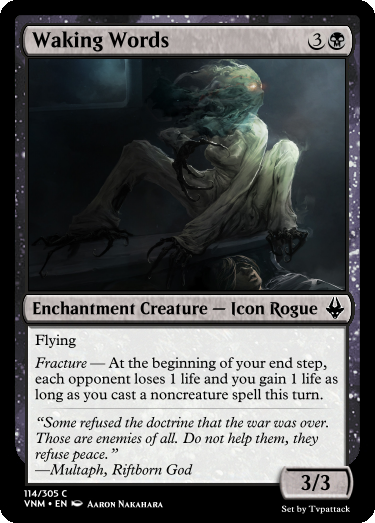 Waking Words 3
Enchantment Creature — Icon Rogue
Flying
Fracture — At the beginning of your end step,
each opponent loses 1 life and you gain 1 life as
long as you cast a noncreature spell this turn.
“Some refused the doctrine that the war was over.
Those are enemies of all. Do not help them, they
refuse peace.”
—Multaph, Riftborn God
3/3
114/305 C
VNM • EN Aaron Nakahara
Set by Tvpattack